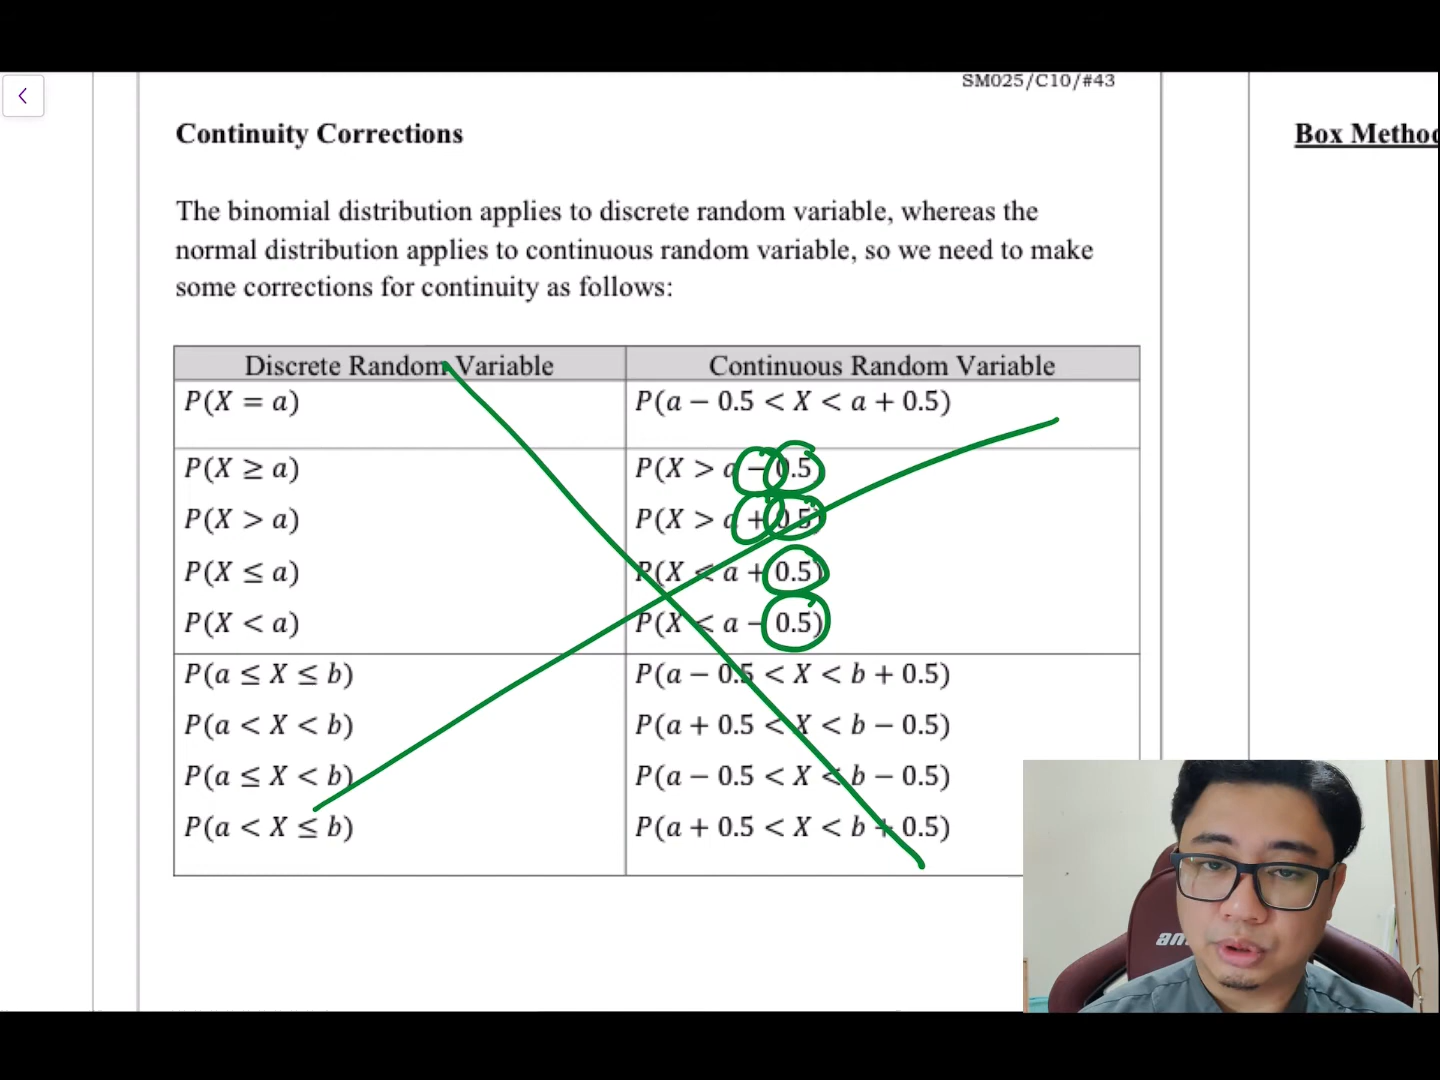 SM025/C10/#43
Continuity Corrections
Box Method
The binomial distribution applies to discrete random variable, whereas the
normal distribution applies to continuous random variable, so we need to make
some corrections for continuity as follows:
Discrete Random Variable Continuous Random Variable
P(X = a) P(a − 0.5 < X < a + 0.5)
P(X ≥ a) P(X > a − 0.5)
P(X > a) P(X > a + 0.5)
P(X ≤ a) P(X < a + 0.5)
P(X < a) P(X < a − 0.5)
P(a ≤ X ≤ b) P(a − 0.5 < X < b + 0.5)
P(a < X < b) P(a + 0.5 < X < b − 0.5)
P(a ≤ X < b) P(a − 0.5 < X < b − 0.5)
P(a < X ≤ b) P(a + 0.5 < X < b + 0.5)